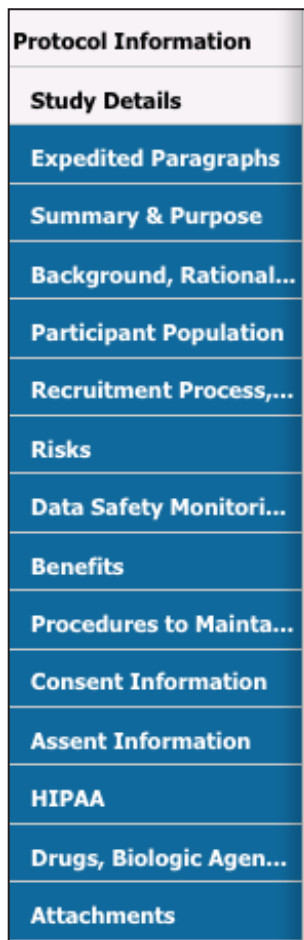 Protocol Information
Study Details
Expedited Paragraphs
Summary & Purpose
Background, Rational...
Participant Population
Recruitment Process,...
Risks
Data Safety Monitori...
Benefits
Procedures to Mainta...
Consent Information
Assent Information
HIPAA
Drugs, Biologic Agen...
Attachments